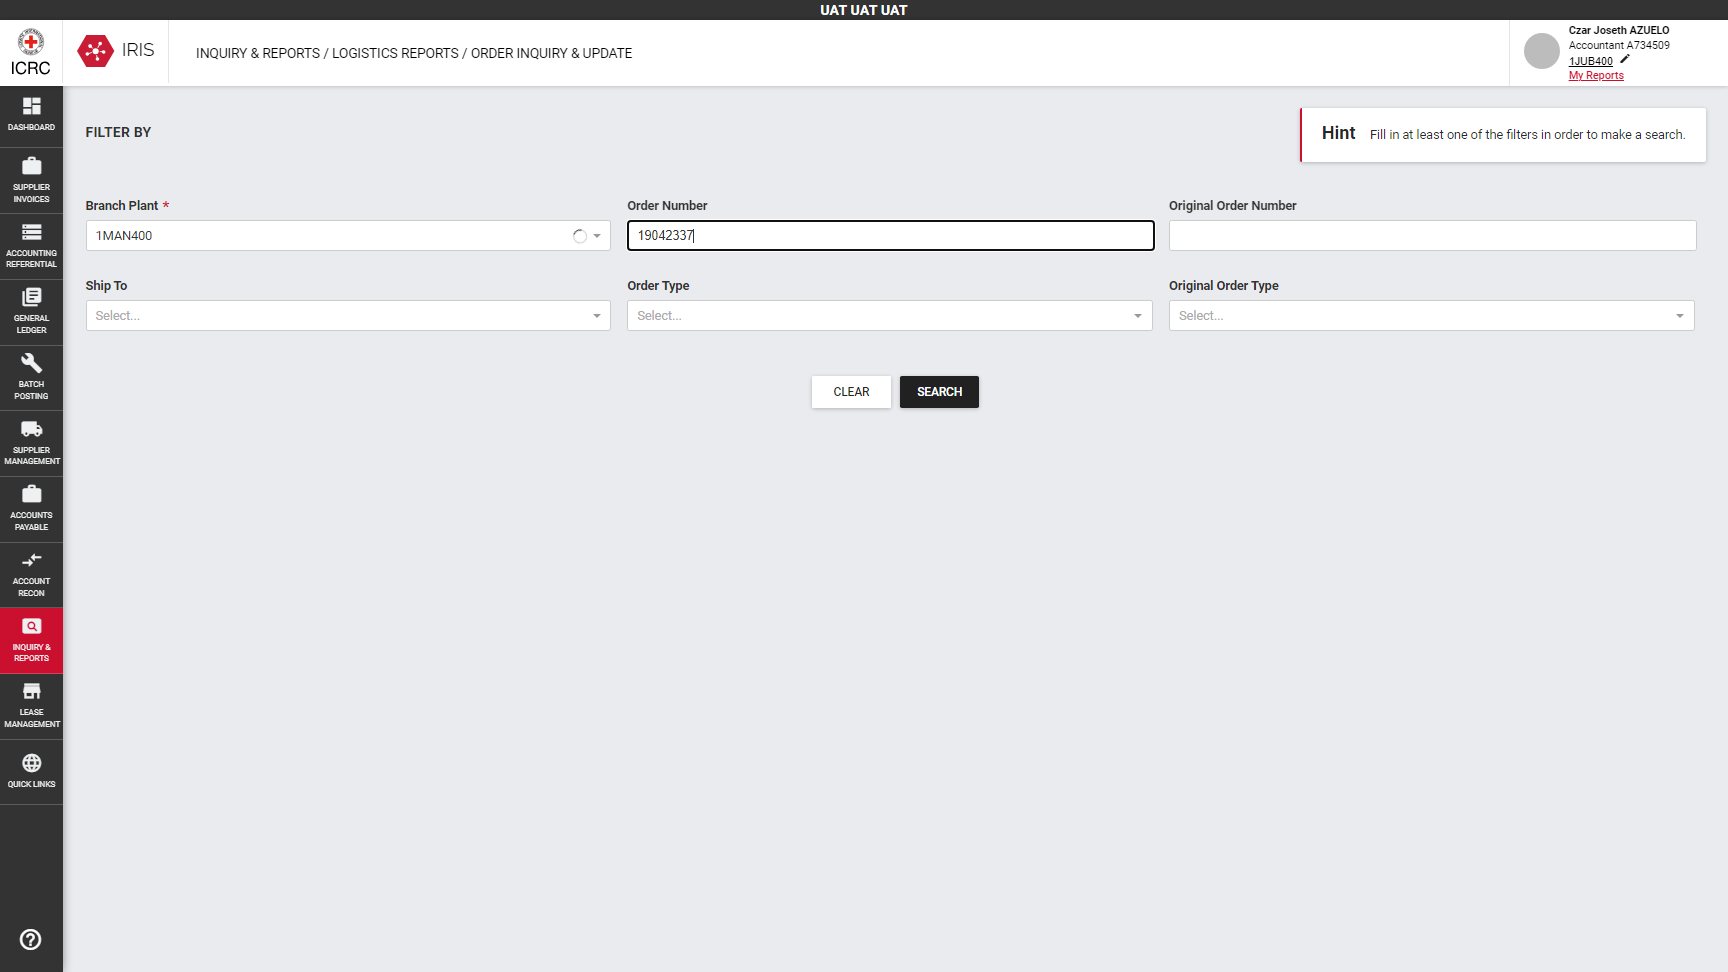 UAT UAT UAT
ICRC
IRIS
INQUIRY & REPORTS / LOGISTICS REPORTS / ORDER INQUIRY & UPDATE
Czar Joseth AZUELO
Accountant A734509
1JUB400
My Reports
DASHBOARD
SUPPLIER
INVOICES
ACCOUNTING
REFERENTIAL
GENERAL
LEDGER
BATCH
POSTING
SUPPLIER
MANAGEMENT
ACCOUNTS
PAYABLE
ACCOUNT
RECON
INQUIRY &
REPORTS
LEASE
MANAGEMENT
QUICK LINKS
FILTER BY
Hint Fill in at least one of the filters in order to make a search.
Branch Plant *
1MAN400
Order Number
19042337
Original Order Number
Ship To
Select...
Order Type
Select...
Original Order Type
Select...
CLEAR
SEARCH